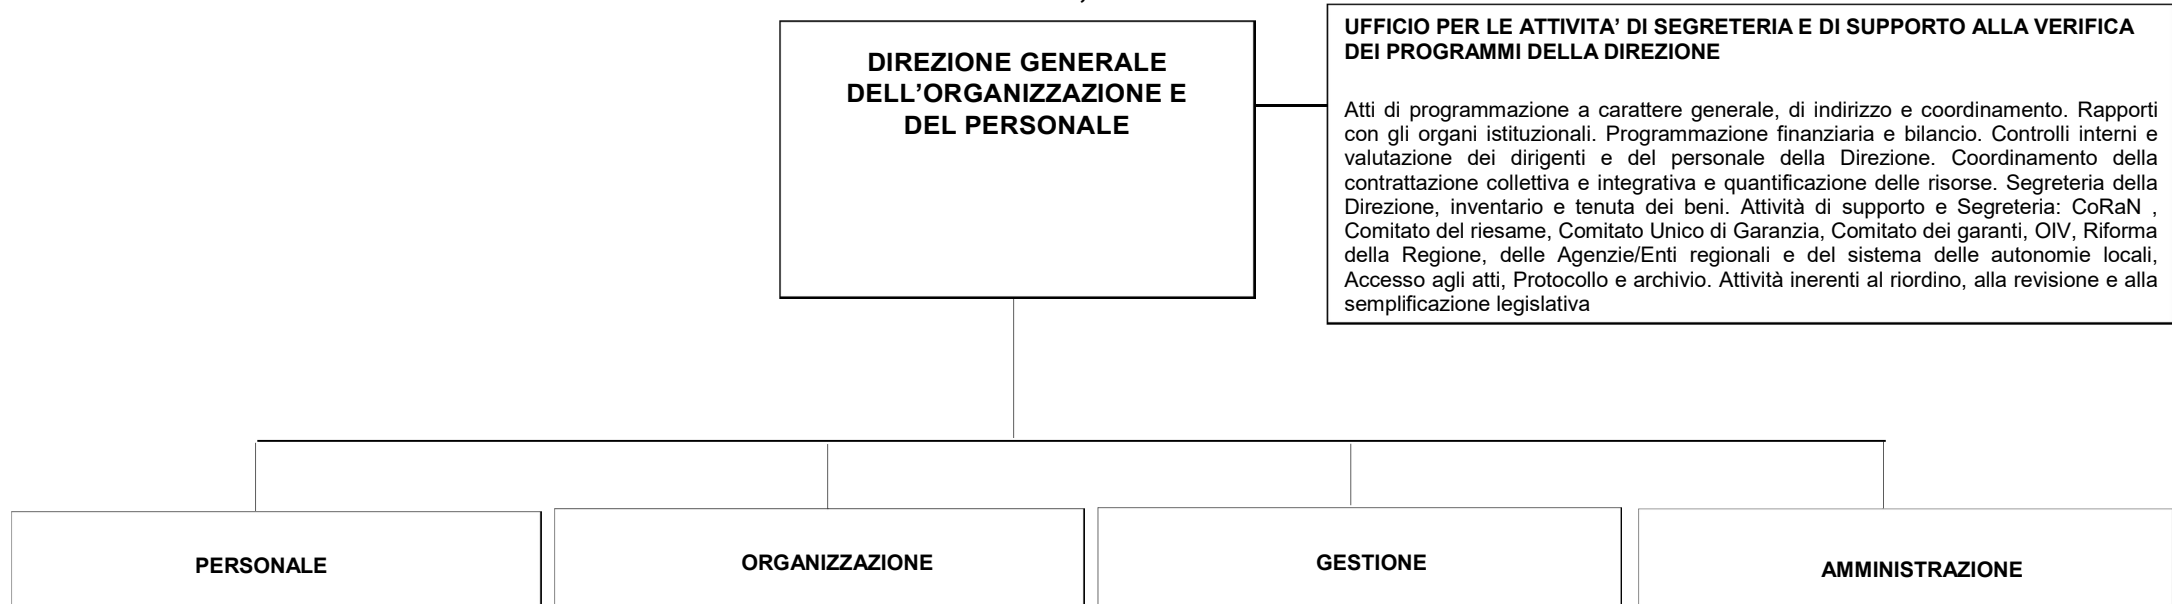 DIREZIONE GENERALE
DELL’ORGANIZZAZIONE E
DEL PERSONALE
UFFICIO PER LE ATTIVITA’ DI SEGRETERIA E DI SUPPORTO ALLA VERIFICA
DEI PROGRAMMI DELLA DIREZIONE
Atti di programmazione a carattere generale, di indirizzo e coordinamento. Rapporti
con gli organi istituzionali. Programmazione finanziaria e bilancio. Controlli interni e
valutazione dei dirigenti e del personale della Direzione. Coordinamento della
contrattazione collettiva e integrativa e quantificazione delle risorse. Segreteria della
Direzione, inventario e tenuta dei beni. Attività di supporto e Segreteria: CoRaN ,
Comitato del riesame, Comitato Unico di Garanzia, Comitato dei garanti, OIV, Riforma
della Regione, delle Agenzie/Enti regionali e del sistema delle autonomie locali,
Accesso agli atti, Protocollo e archivio. Attività inerenti al riordino, alla revisione e alla
semplificazione legislativa
PERSONALE
ORGANIZZAZIONE
GESTIONE
AMMINISTRAZIONE